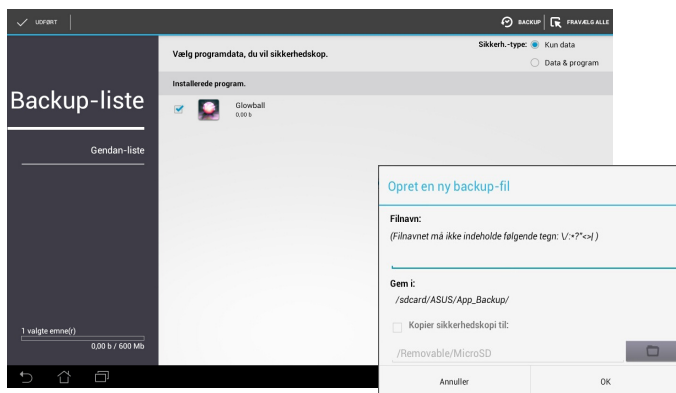 UDFØRT
BACKUP
FRAVÆLG ALLE
Vælg programdata, du vil sikkerhedskop.
Sikkerh.-type:
Kun data
Data & program
Installerede program.
Backup-liste
Glowball
0,00 b
Gendan-liste
Opret en ny backup-fil
Filnavn:
(Filnavnet må ikke indeholde følgende tegn: \/:*?"<>| )
Gem i:
/sdcard/ASUS/App_Backup/
Kopier sikkerhedskopi til:
/Removable/MicroSD
1 valgte emne(r)
0,00 b / 600 Mb
Annuller
OK